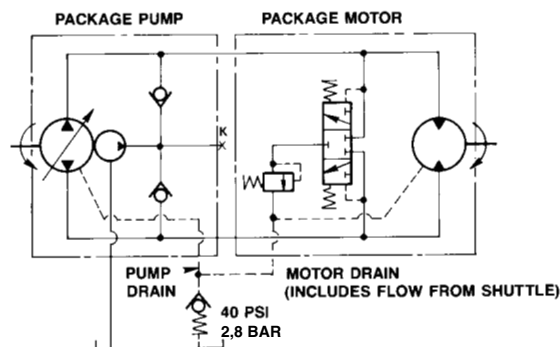 PACKAGE PUMP
PACKAGE MOTOR
K
PUMP
DRAIN
MOTOR DRAIN
(INCLUDES FLOW FROM SHUTTLE)
40 PSI
2,8 BAR